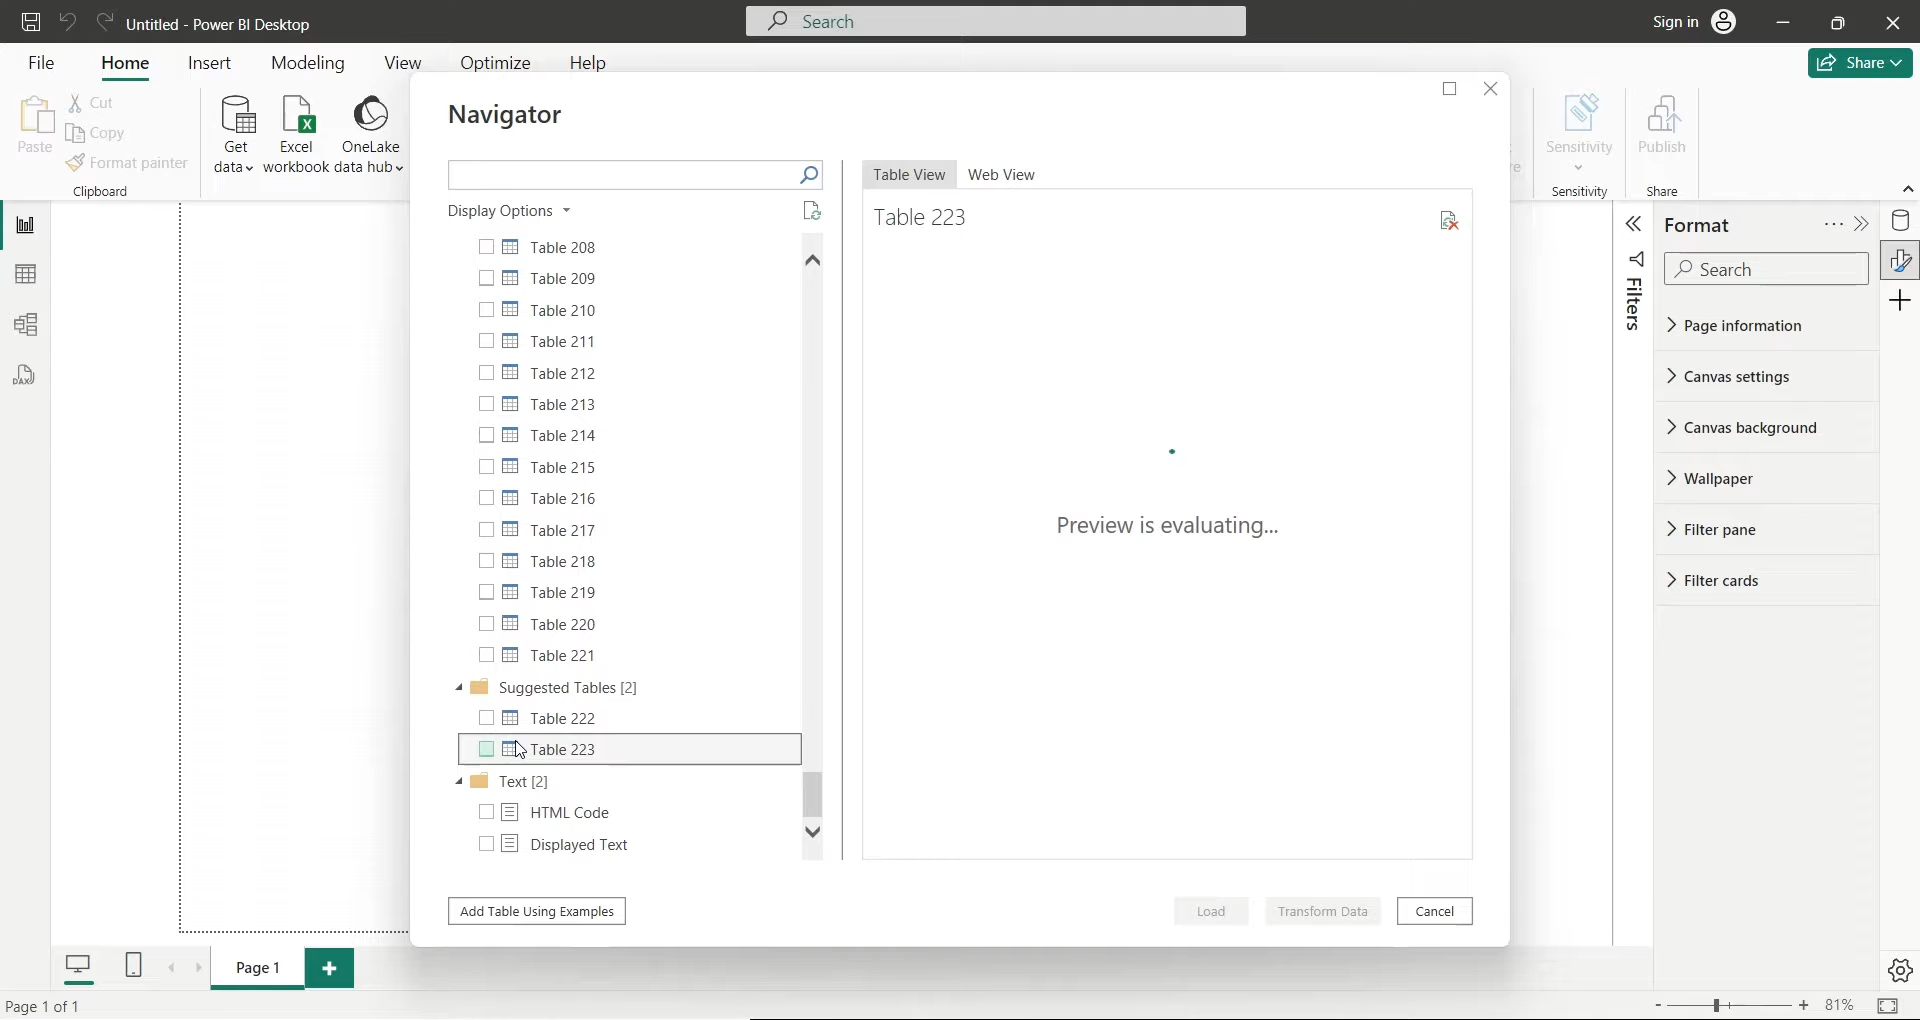 Untitled - Power BI Desktop
Search
Sign in
File
Home
Insert
Modeling
View
Optimize
Help
Share
Paste
Cut
Copy
Format painter
Clipboard
Get data
Excel workbook
OneLake data hub
Sensitivity
Sensitivity
Publish
Share
Navigator
Display Options
Table 208
Table 209
Table 210
Table 211
Table 212
Table 213
Table 214
Table 215
Table 216
Table 217
Table 218
Table 219
Table 220
Table 221
Suggested Tables [2]
Table 222
Table 223
Text [2]
HTML Code
Displayed Text
Add Table Using Examples
Table View
Web View
Table 223
Preview is evaluating...
Load
Transform Data
Cancel
Filters
Format
Search
Page information
Canvas settings
Canvas background
Wallpaper
Filter pane
Filter cards
DAX
Page 1
Page 1 of 1
- + 81%